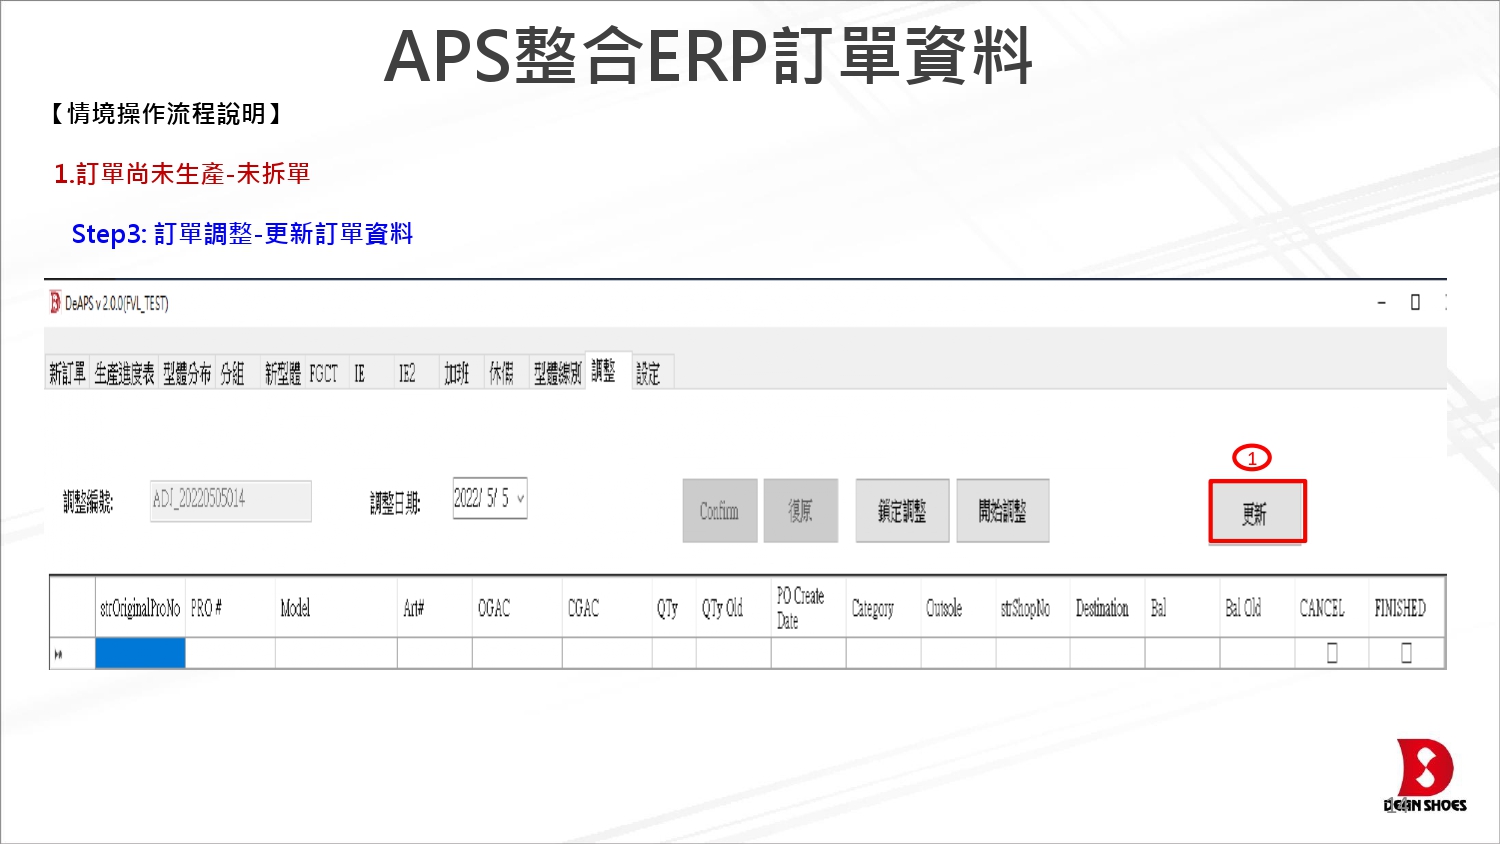 APS整合ERP訂單資料
【情境操作流程說明】
1.訂單尚未生產-未拆單
Step3: 訂單調整-更新訂單資料
DeAPS v 2.0.0(FVL_TEST)
新訂單 生產進度表 型體分布 分組 新型體 FGCT IE IE2 加班 休假 型體線別 調整 設定
1
調整編號: ADJ_20220505014 調整日期: 2022/ 5/ 5 Confirm 復原 鎖定調整 開始調整 更新
strOriginalProNo PRO # Model Art# OGAC CGAC QTy QTy Old PO Create Date Category Outsole strShopNo Destination Bal Bal Old CANCEL FINISHED
DEAN SHOES
14